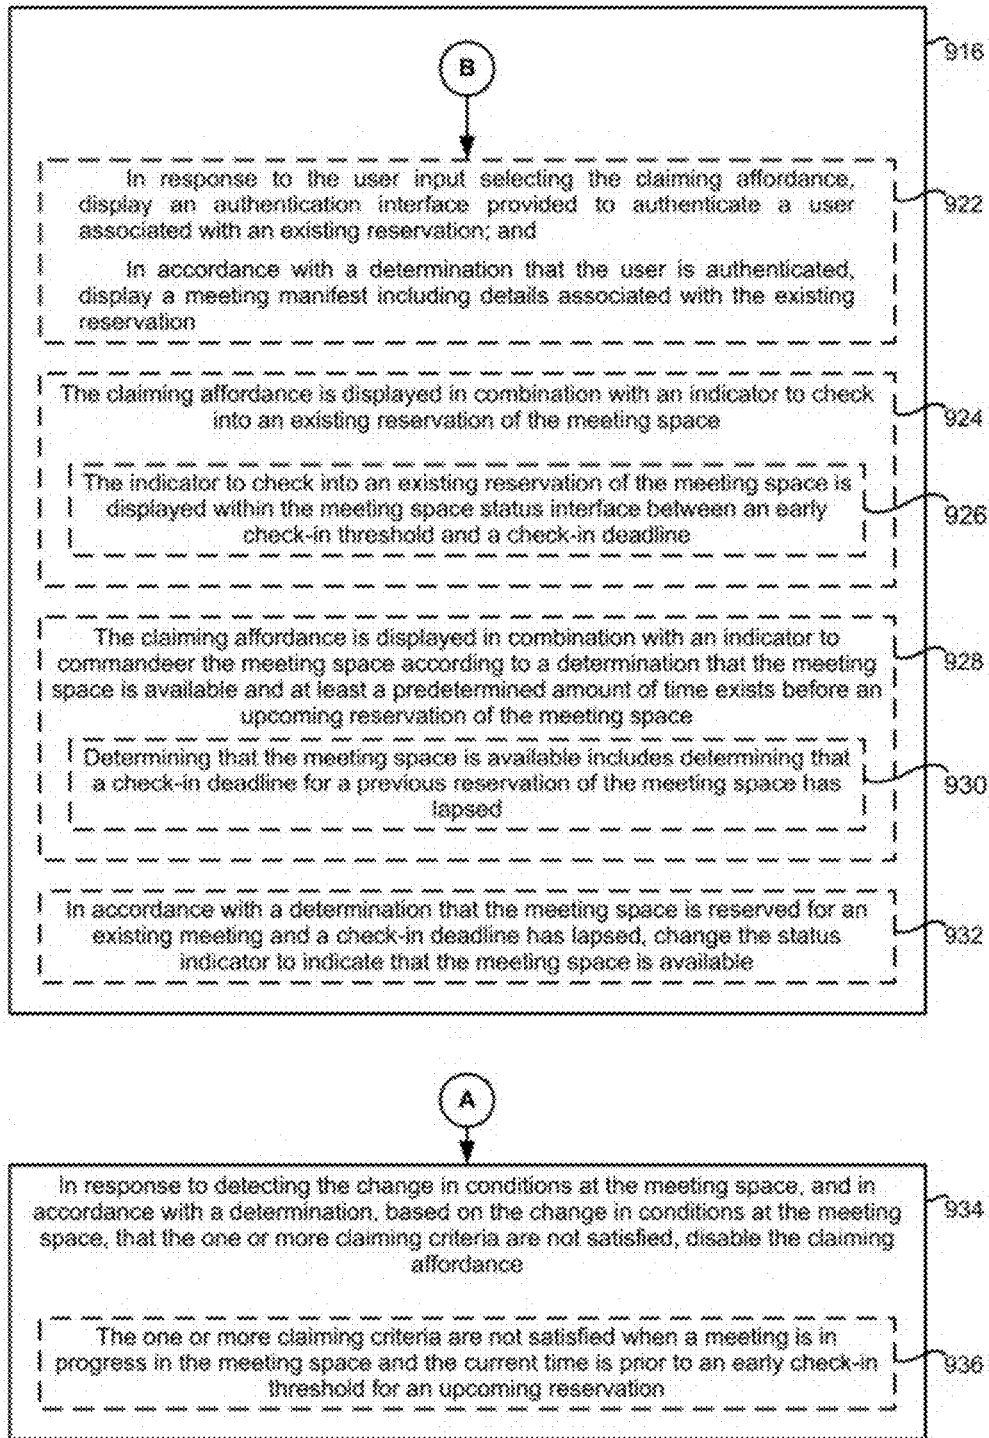 916
B
In response to the user input selecting the claiming affordance,
display an authentication interface provided to authenticate a user
associated with an existing reservation; and
922
In accordance with a determination that the user is authenticated,
display a meeting manifest including details associated with the existing
reservation
The claiming affordance is displayed in combination with an indicator to check
into an existing reservation of the meeting space
924
The indicator to check into an existing reservation of the meeting space is
displayed within the meeting space status interface between an early
check-in threshold and a check-in deadline
926
The claiming affordance is displayed in combination with an indicator to
commandeer the meeting space according to a determination that the meeting
space is available and at least a predetermined amount of time exists before an
upcoming reservation of the meeting space
928
Determining that the meeting space is available includes determining that
a check-in deadline for a previous reservation of the meeting space has
lapsed
930
In accordance with a determination that the meeting space is reserved for an
existing meeting and a check-in deadline has lapsed, change the status
indicator to indicate that the meeting space is available
932
A
In response to detecting the change in conditions at the meeting space, and in
accordance with a determination, based on the change in conditions at the meeting
space, that the one or more claiming criteria are not satisfied, disable the claiming
affordance
934
The one or more claiming criteria are not satisfied when a meeting is in
progress in the meeting space and the current time is prior to an early check-in
threshold for an upcoming reservation
936